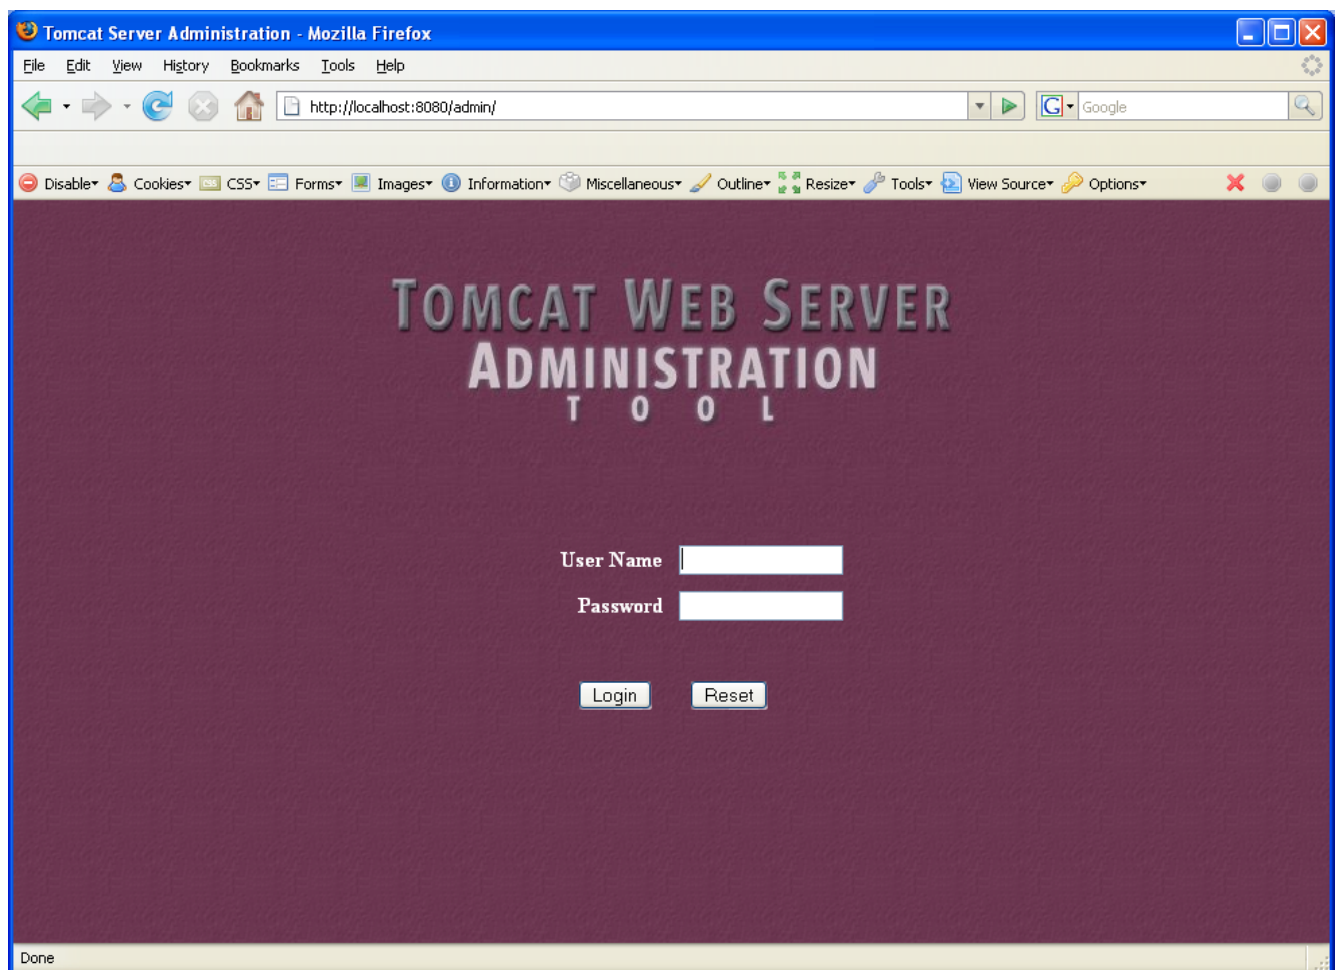 Tomcat Server Administration - Mozilla Firefox
File Edit View History Bookmarks Tools Help
http://localhost:8080/admin/ G Google
Disable Cookies CSS Forms Images Information Miscellaneous Outline Resize Tools View Source Options
TOMCAT WEB SERVER
ADMINISTRATION
TOOL
User Name
Password
Login Reset
Done